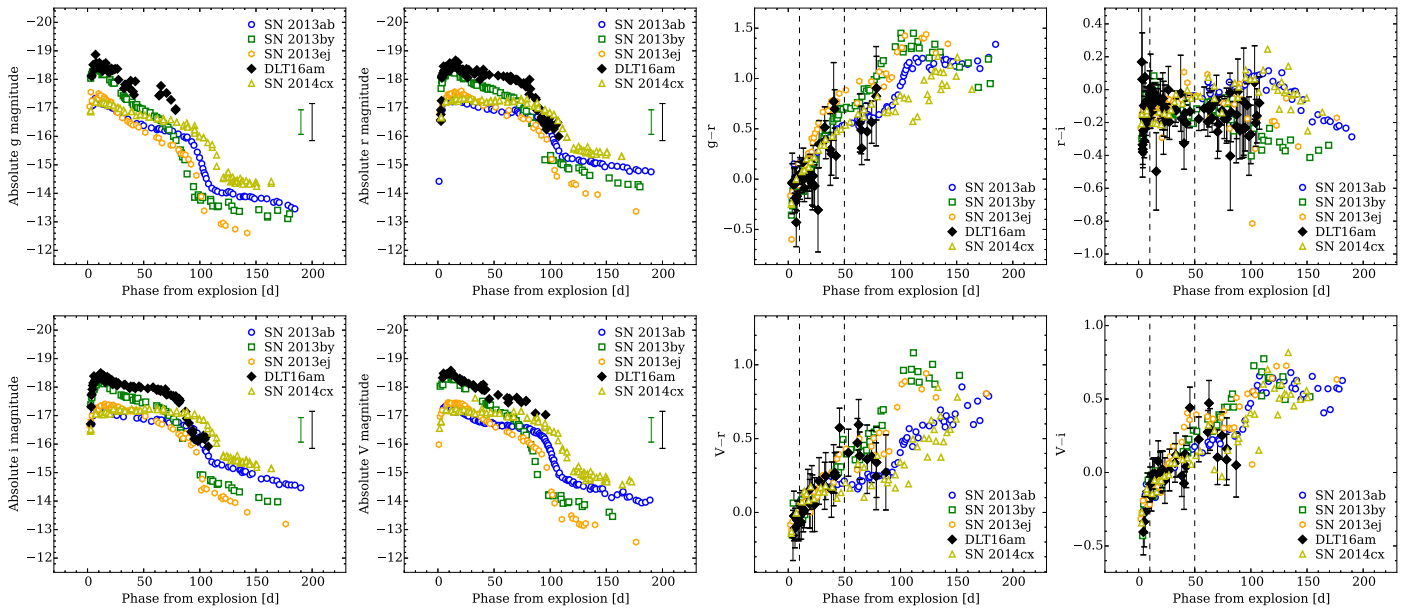 −20
−19
−18
−17
−16
−15
−14
−13
−12
0
50
100
150
200
Absolute g magnitude
Phase from explosion [d]
SN 2013ab
SN 2013by
SN 2013ej
DLT16am
SN 2014cx
−20
−19
−18
−17
−16
−15
−14
−13
−12
0
50
100
150
200
Absolute r magnitude
Phase from explosion [d]
SN 2013ab
SN 2013by
SN 2013ej
DLT16am
SN 2014cx
1.5
1.0
0.5
0.0
−0.5
0
50
100
150
200
g−r
Phase from explosion [d]
SN 2013ab
SN 2013by
SN 2013ej
DLT16am
SN 2014cx
0.4
0.2
0.0
−0.2
−0.4
−0.6
−0.8
−1.0
0
50
100
150
200
r−i
Phase from explosion [d]
SN 2013ab
SN 2013by
SN 2013ej
DLT16am
SN 2014cx
−20
−19
−18
−17
−16
−15
−14
−13
−12
0
50
100
150
200
Absolute i magnitude
Phase from explosion [d]
SN 2013ab
SN 2013by
SN 2013ej
DLT16am
SN 2014cx
−20
−19
−18
−17
−16
−15
−14
−13
−12
0
50
100
150
200
Absolute V magnitude
Phase from explosion [d]
SN 2013ab
SN 2013by
SN 2013ej
DLT16am
SN 2014cx
1.0
0.5
0.0
0
50
100
150
200
V−r
Phase from explosion [d]
SN 2013ab
SN 2013by
SN 2013ej
DLT16am
SN 2014cx
1.0
0.5
0.0
−0.5
0
50
100
150
200
V−i
Phase from explosion [d]
SN 2013ab
SN 2013by
SN 2013ej
DLT16am
SN 2014cx